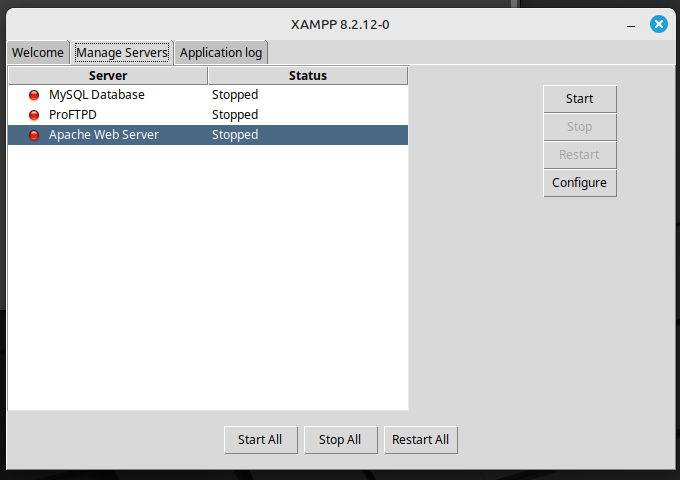 XAMPP 8.2.12-0
Welcome Manage Servers Application log
Server Status
MySQL Database Stopped
ProFTPD Stopped
Apache Web Server Stopped
Start
Stop
Restart
Configure
Start All Stop All Restart All